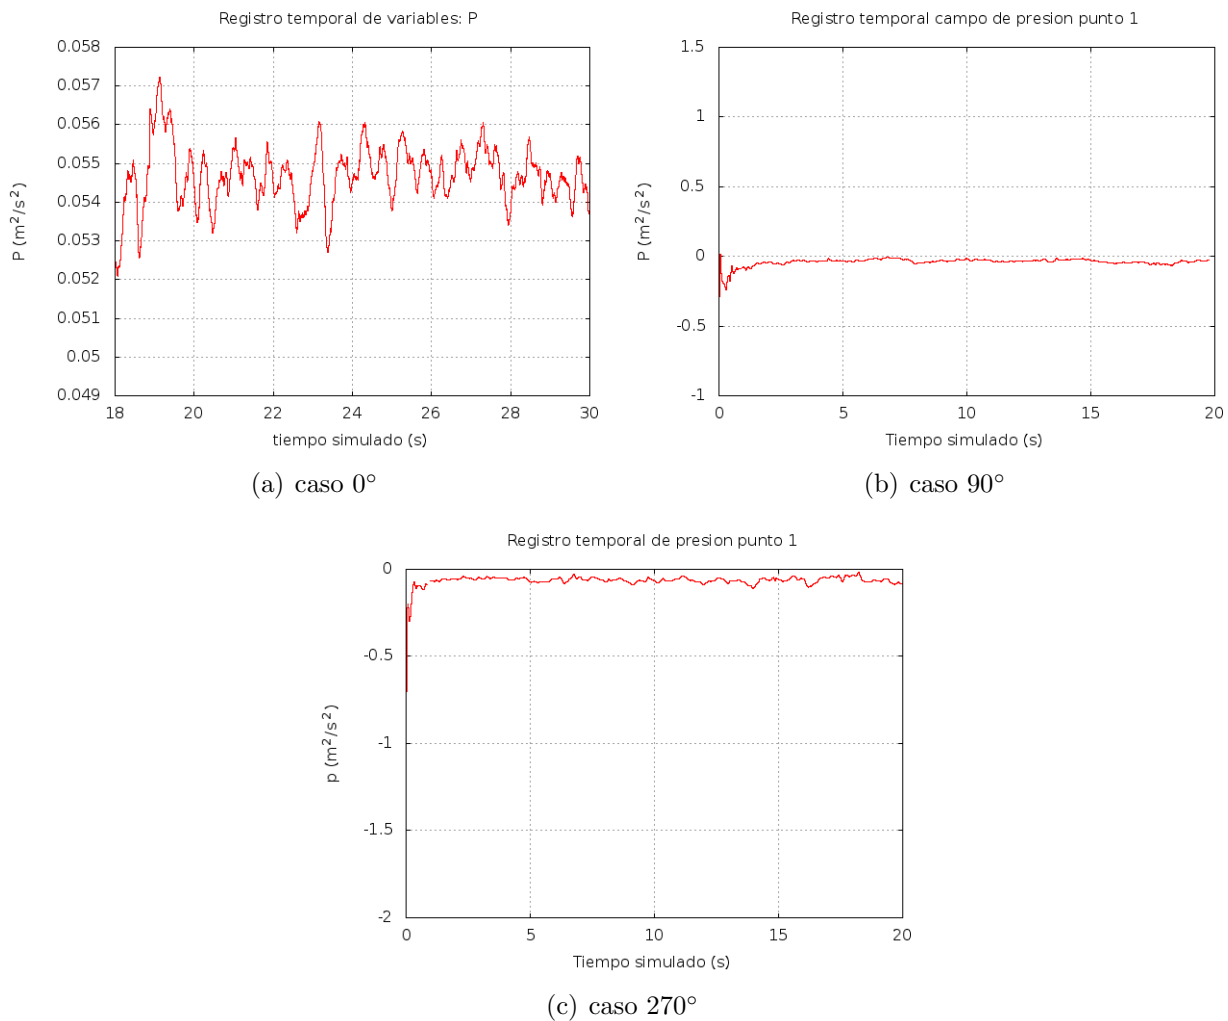 Registro temporal de variables: P
0.058
0.057
0.056
0.055
0.054
0.053
0.052
0.051
0.05
0.049
P (m²/s²)
18 20 22 24 26 28 30
tiempo simulado (s)
(a) caso 0°
Registro temporal campo de presion punto 1
1.5
1
0.5
0
-0.5
-1
P (m²/s²)
0 5 10 15 20
Tiempo simulado (s)
(b) caso 90°
Registro temporal de presion punto 1
0
-0.5
-1
-1.5
-2
p (m²/s²)
0 5 10 15 20
Tiempo simulado (s)
(c) caso 270°